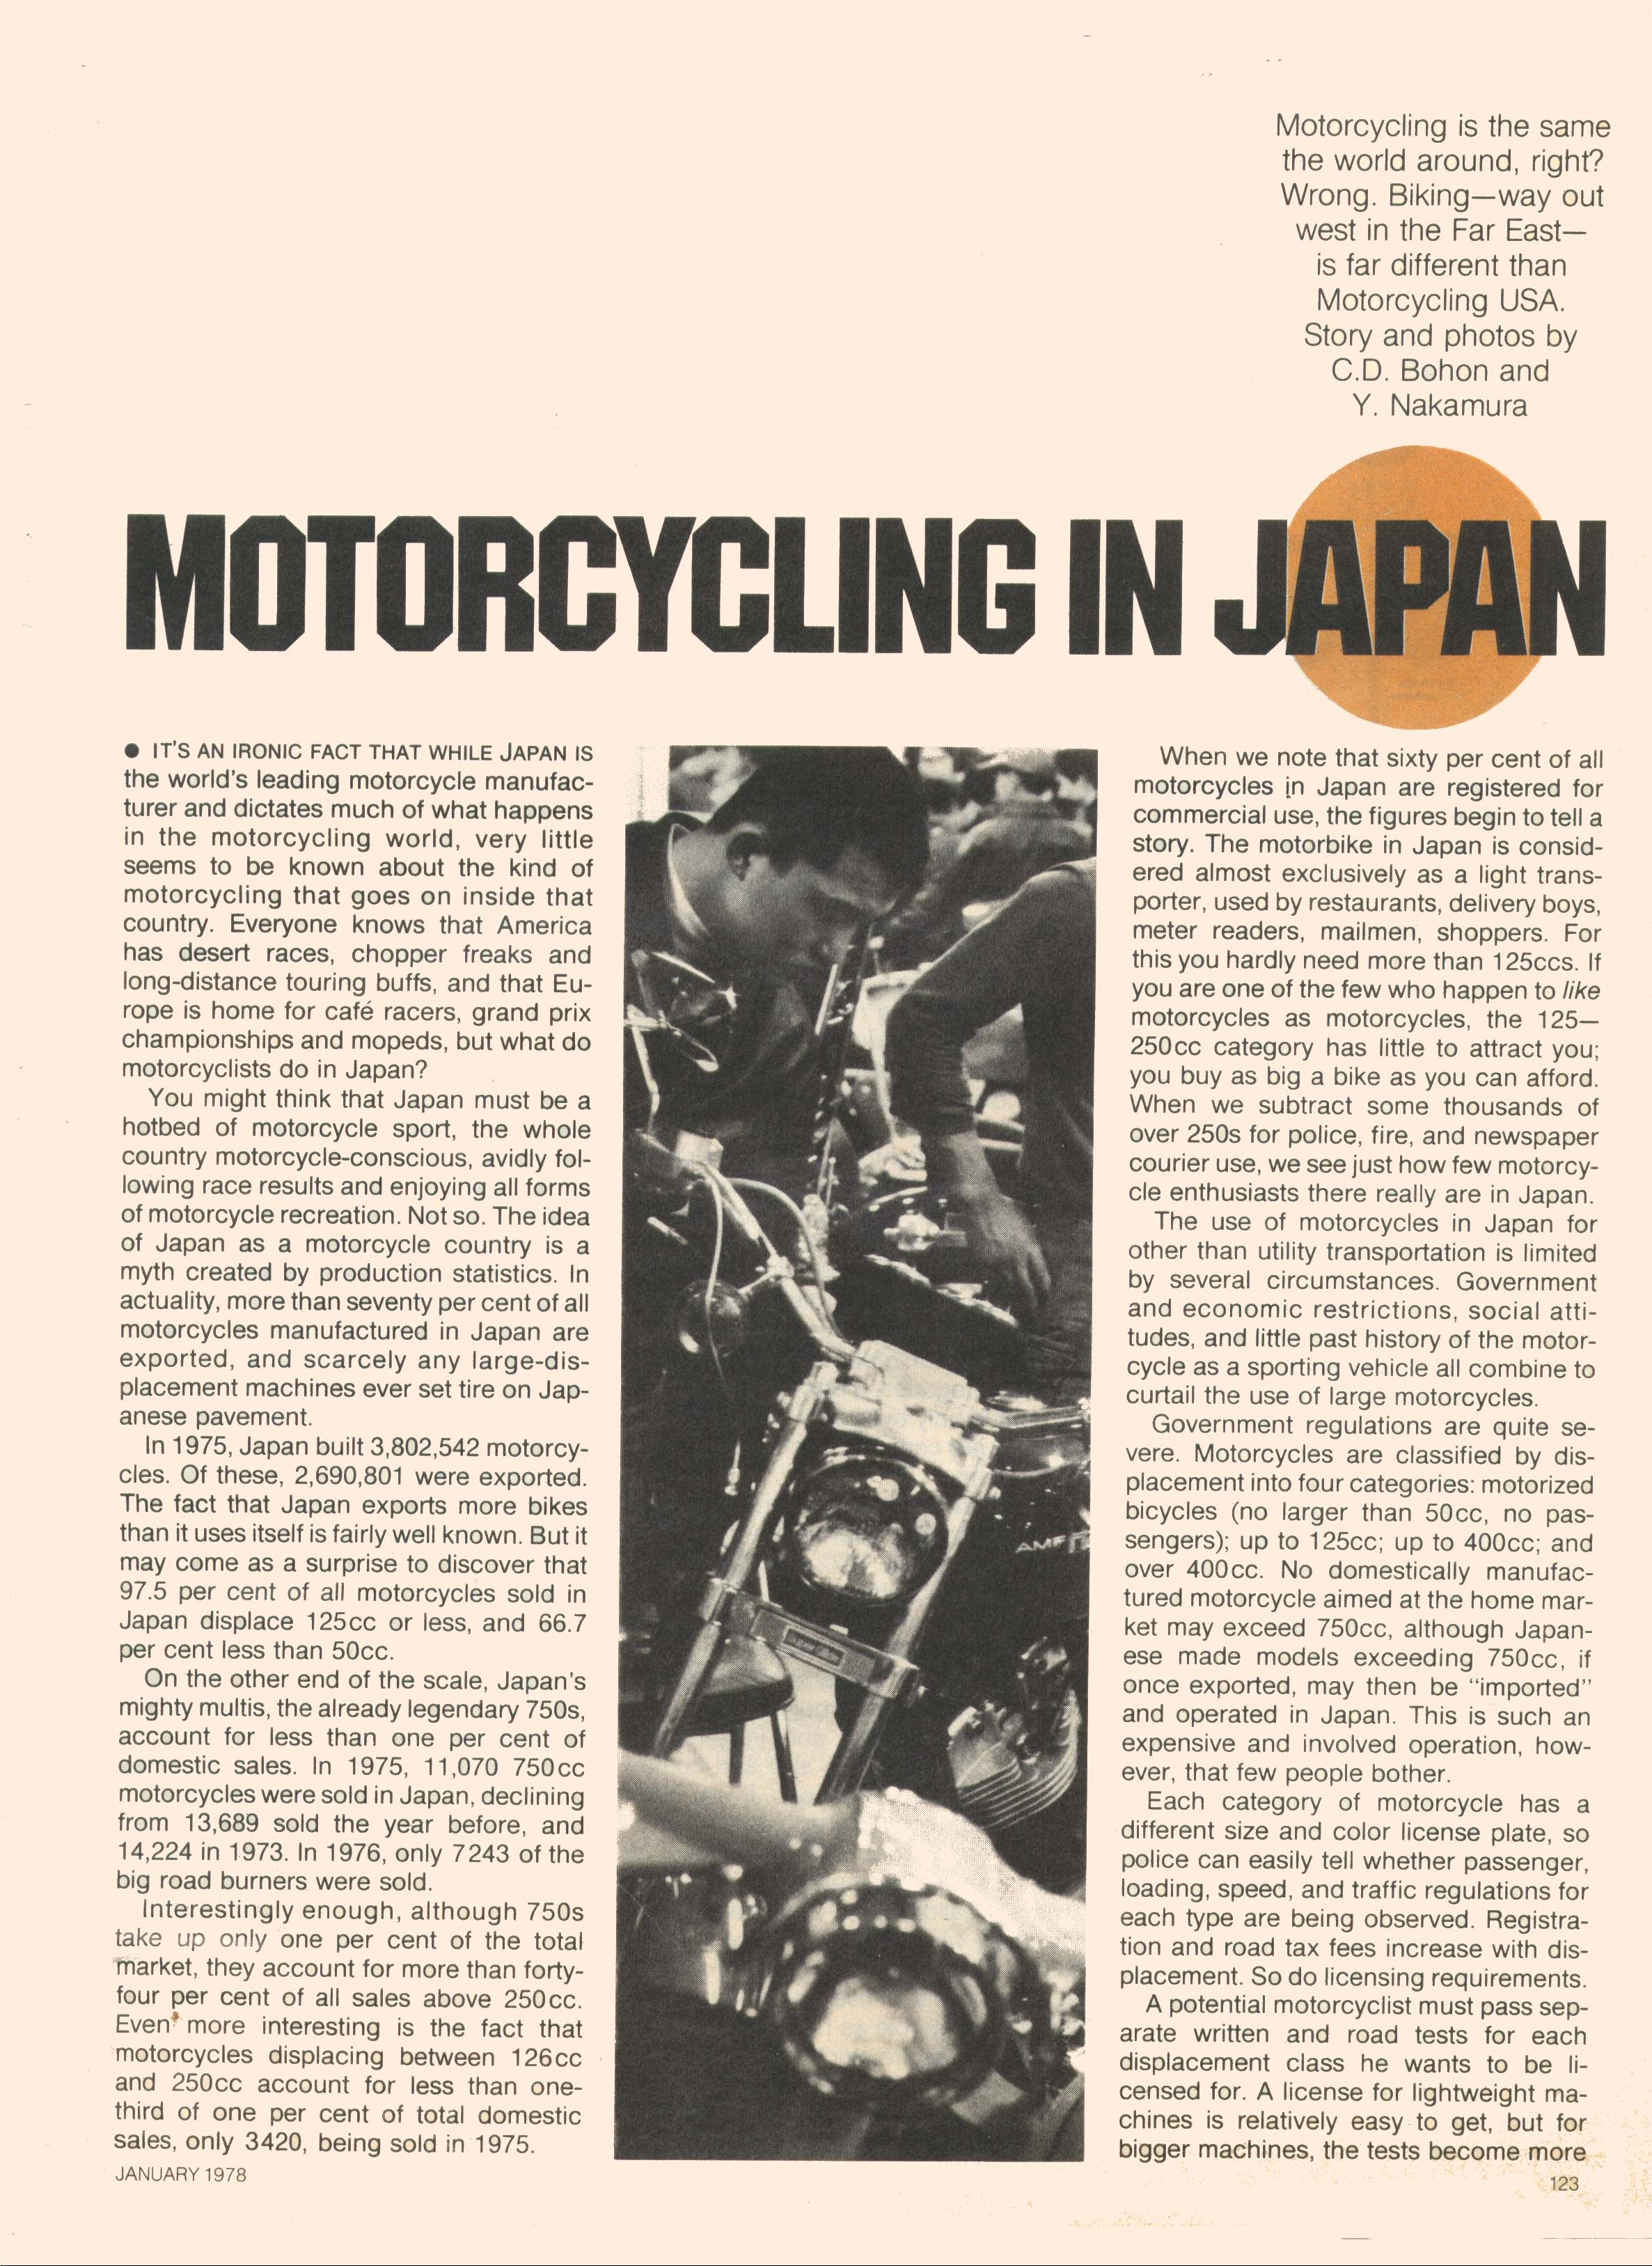 Motorcycling is the same
the world around, right?
Wrong. Biking—way out
west in the Far East—
is far different than
Motorcycling USA.
Story and photos by
C.D. Bohon and
Y. Nakamura
MOTORCYCLING IN JAPAN
● IT'S AN IRONIC FACT THAT WHILE JAPAN IS
the world's leading motorcycle manufac-
turer and dictates much of what happens
in the motorcycling world, very little
seems to be known about the kind of
motorcycling that goes on inside that
country. Everyone knows that America
has desert races, chopper freaks and
long-distance touring buffs, and that Eu-
rope is home for café racers, grand prix
championships and mopeds, but what do
motorcyclists do in Japan?
You might think that Japan must be a
hotbed of motorcycle sport, the whole
country motorcycle-conscious, avidly fol-
lowing race results and enjoying all forms
of motorcycle recreation. Not so. The idea
of Japan as a motorcycle country is a
myth created by production statistics. In
actuality, more than seventy per cent of all
motorcycles manufactured in Japan are
exported, and scarcely any large-dis-
placement machines ever set tire on Jap-
anese pavement.
In 1975, Japan built 3,802,542 motorcy-
cles. Of these, 2,690,801 were exported.
The fact that Japan exports more bikes
than it uses itself is fairly well known. But it
may come as a surprise to discover that
97.5 per cent of all motorcycles sold in
Japan displace 125cc or less, and 66.7
per cent less than 50cc.
On the other end of the scale, Japan's
mighty multis, the already legendary 750s,
account for less than one per cent of
domestic sales. In 1975, 11,070 750cc
motorcycles were sold in Japan, declining
from 13,689 sold the year before, and
14,224 in 1973. In 1976, only 7243 of the
big road burners were sold.
Interestingly enough, although 750s
take up only one per cent of the total
market, they account for more than forty-
four per cent of all sales above 250cc.
Even more interesting is the fact that
motorcycles displacing between 126cc
and 250cc account for less than one-
third of one per cent of total domestic
sales, only 3420, being sold in 1975.
AMF
When we note that sixty per cent of all
motorcycles in Japan are registered for
commercial use, the figures begin to tell a
story. The motorbike in Japan is consid-
ered almost exclusively as a light trans-
porter, used by restaurants, delivery boys,
meter readers, mailmen, shoppers. For
this you hardly need more than 125ccs. If
you are one of the few who happen to like
motorcycles as motorcycles, the 125—
250cc category has little to attract you;
you buy as big a bike as you can afford.
When we subtract some thousands of
over 250s for police, fire, and newspaper
courier use, we see just how few motorcy-
cle enthusiasts there really are in Japan.
The use of motorcycles in Japan for
other than utility transportation is limited
by several circumstances. Government
and economic restrictions, social atti-
tudes, and little past history of the motor-
cycle as a sporting vehicle all combine to
curtail the use of large motorcycles.
Government regulations are quite se-
vere. Motorcycles are classified by dis-
placement into four categories: motorized
bicycles (no larger than 50cc, no pas-
sengers); up to 125cc; up to 400cc; and
over 400cc. No domestically manufac-
tured motorcycle aimed at the home mar-
ket may exceed 750cc, although Japan-
ese made models exceeding 750cc, if
once exported, may then be "imported"
and operated in Japan. This is such an
expensive and involved operation, how-
ever, that few people bother.
Each category of motorcycle has a
different size and color license plate, so
police can easily tell whether passenger,
loading, speed, and traffic regulations for
each type are being observed. Registra-
tion and road tax fees increase with dis-
placement. So do licensing requirements.
A potential motorcyclist must pass sep-
arate written and road tests for each
displacement class he wants to be li-
censed for. A license for lightweight ma-
chines is relatively easy to get, but for
bigger machines, the tests become more
JANUARY 1978
123